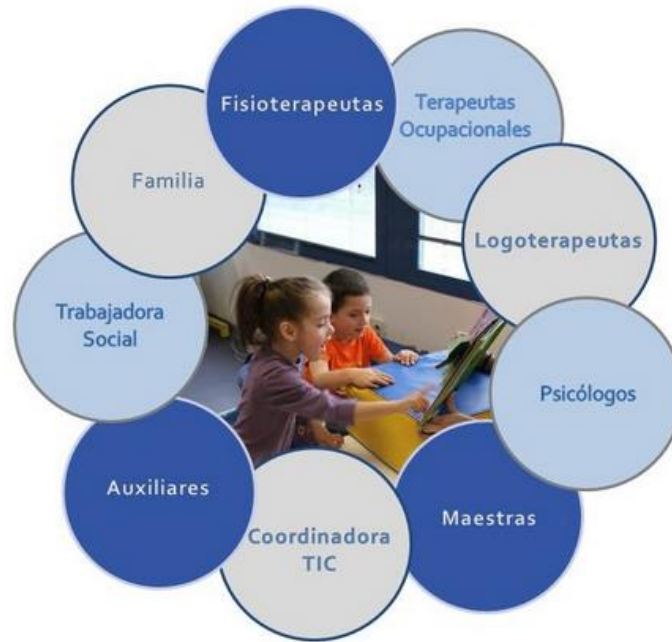 Fisioterapeutas
Terapeutas
Ocupacionales
Logoterapeutas
Psicólogos
Maestras
Coordinadora
TIC
Auxiliares
Trabajadora
Social
Familia